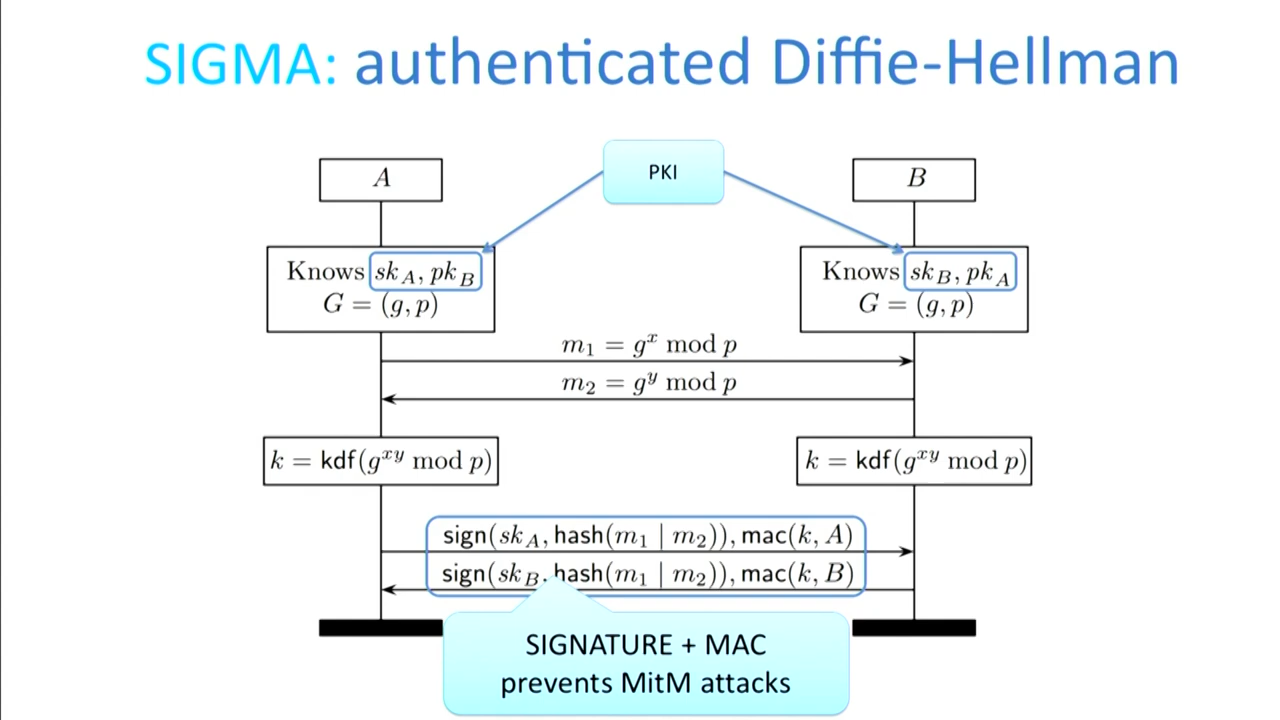 SIGMA: authenticated Diffie-Hellman
A
PKI
B
Knows sk_A, pk_B
G = (g, p)
Knows sk_B, pk_A
G = (g, p)
m_1 = g^x mod p
m_2 = g^y mod p
k = kdf(g^{xy} mod p)
k = kdf(g^{xy} mod p)
sign(sk_A, hash(m_1 | m_2)), mac(k, A)
sign(sk_B, hash(m_1 | m_2)), mac(k, B)
SIGNATURE + MAC
prevents MitM attacks